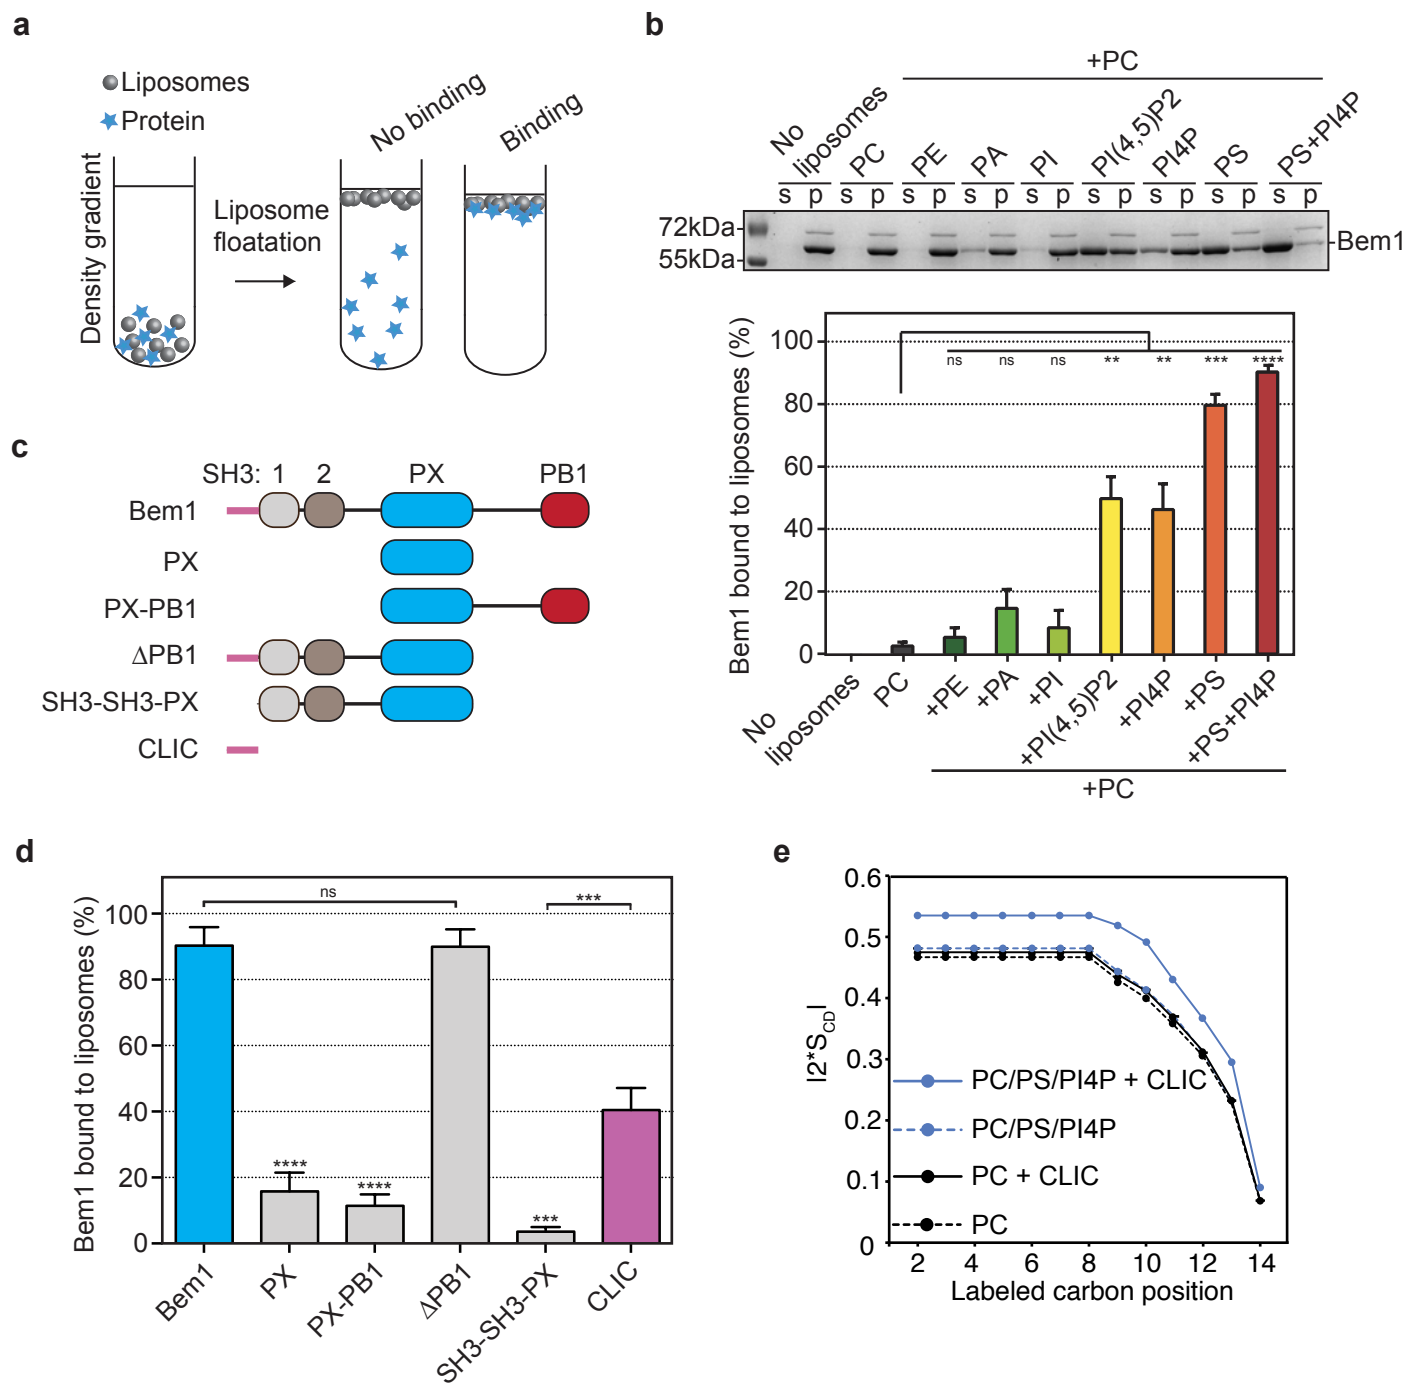 a
Liposomes
Protein
Density gradient
Liposome
floatation
No binding
Binding
b
+PC
No
liposomes
PC
PE
PA
PI
PI(4,5)P2
PI4P
PS
PS+PI4P
s p s p s p s p s p s p s p s p s p
72kDa-
55kDa-
-Bem1
Bem1 bound to liposomes (%)
100
80
60
40
20
0
ns ns ns ** ** *** ****
No
liposomes
PC
+PE
+PA
+PI
+PI(4,5)P2
+PI4P
+PS
+PS+PI4P
+PC
c
SH3: 1 2 PX PB1
Bem1
PX
PX-PB1
ΔPB1
SH3-SH3-PX
CLIC
d
Bem1 bound to liposomes (%)
100
80
60
40
20
0
ns
***
****
****
***
Bem1
PX
PX-PB1
ΔPB1
SH3-SH3-PX
CLIC
e
|2*SCD|
0.6
0.5
0.4
0.3
0.2
0.1
0
PC/PS/PI4P + CLIC
PC/PS/PI4P
PC + CLIC
PC
2 4 6 8 10 12 14
Labeled carbon position